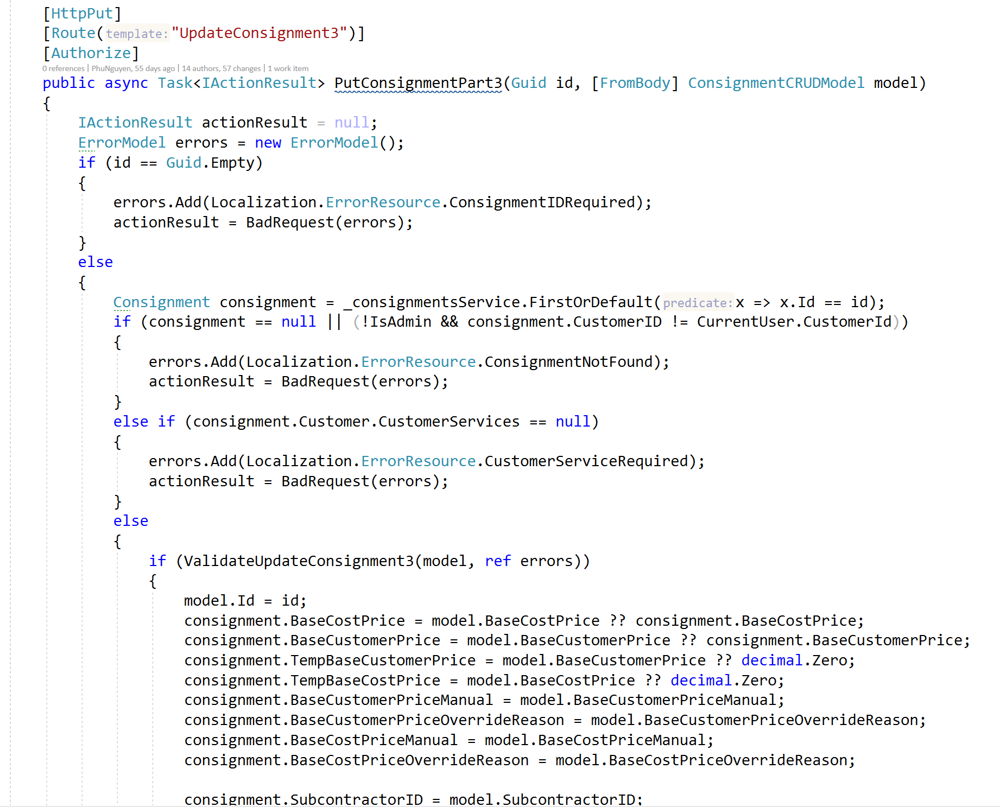 [HttpPut]
[Route(template:"UpdateConsignment3")]
[Authorize]
0 references | PhuNguyen, 55 days ago | 14 authors, 57 changes | 1 work item
public async Task<IActionResult> PutConsignmentPart3(Guid id, [FromBody] ConsignmentCRUDModel model)
{
IActionResult actionResult = null;
ErrorModel errors = new ErrorModel();
if (id == Guid.Empty)
{
errors.Add(Localization.ErrorResource.ConsignmentIDRequired);
actionResult = BadRequest(errors);
}
else
{
Consignment consignment = _consignmentsService.FirstOrDefault(predicate:x => x.Id == id);
if (consignment == null || (!IsAdmin && consignment.CustomerID != CurrentUser.CustomerId))
{
errors.Add(Localization.ErrorResource.ConsignmentNotFound);
actionResult = BadRequest(errors);
}
else if (consignment.Customer.CustomerServices == null)
{
errors.Add(Localization.ErrorResource.CustomerServiceRequired);
actionResult = BadRequest(errors);
}
else
{
if (ValidateUpdateConsignment3(model, ref errors))
{
model.Id = id;
consignment.BaseCostPrice = model.BaseCostPrice ?? consignment.BaseCostPrice;
consignment.BaseCustomerPrice = model.BaseCustomerPrice ?? consignment.BaseCustomerPrice;
consignment.TempBaseCustomerPrice = model.BaseCustomerPrice ?? decimal.Zero;
consignment.TempBaseCostPrice = model.BaseCostPrice ?? decimal.Zero;
consignment.BaseCustomerPriceManual = model.BaseCustomerPriceManual;
consignment.BaseCustomerPriceOverrideReason = model.BaseCustomerPriceOverrideReason;
consignment.BaseCostPriceManual = model.BaseCostPriceManual;
consignment.BaseCostPriceOverrideReason = model.BaseCostPriceOverrideReason;
consignment.SubcontractorID = model.SubcontractorID;